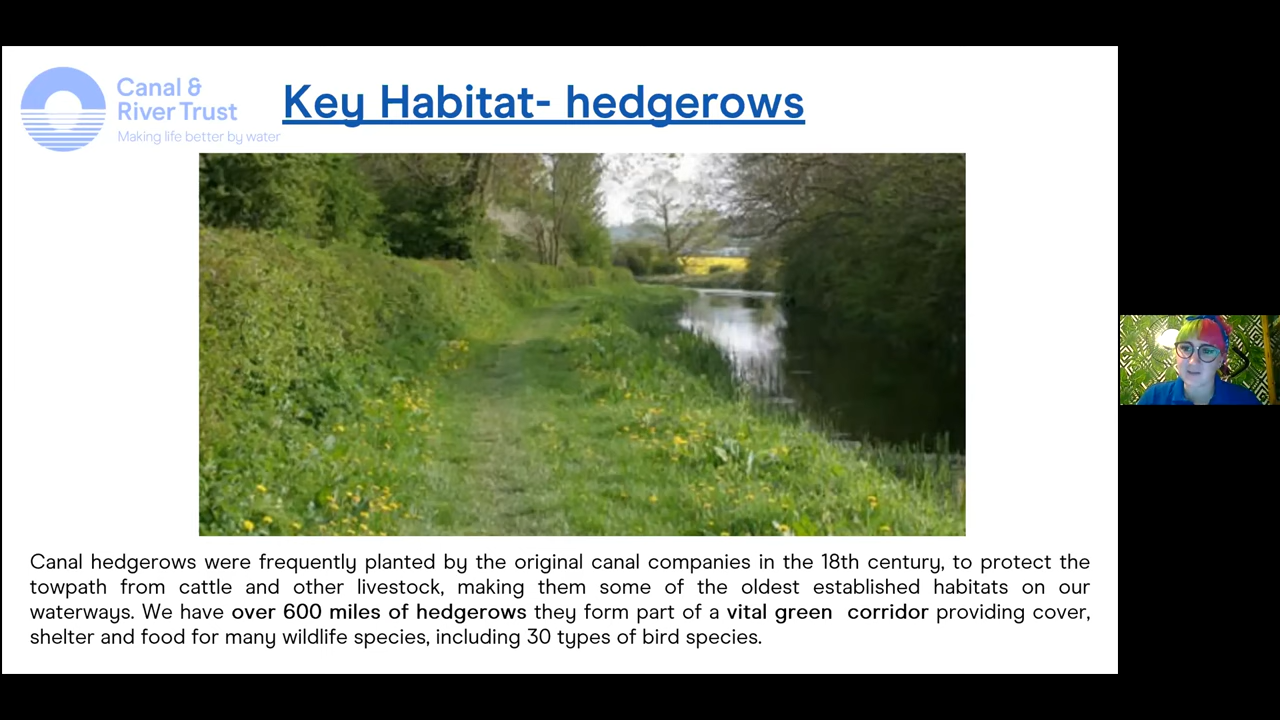 Canal &
River Trust
Making life better by water
Key Habitat- hedgerows
Canal hedgerows were frequently planted by the original canal companies in the 18th century, to protect the
towpath from cattle and other livestock, making them some of the oldest established habitats on our
waterways. We have over 600 miles of hedgerows they form part of a vital green corridor providing cover,
shelter and food for many wildlife species, including 30 types of bird species.